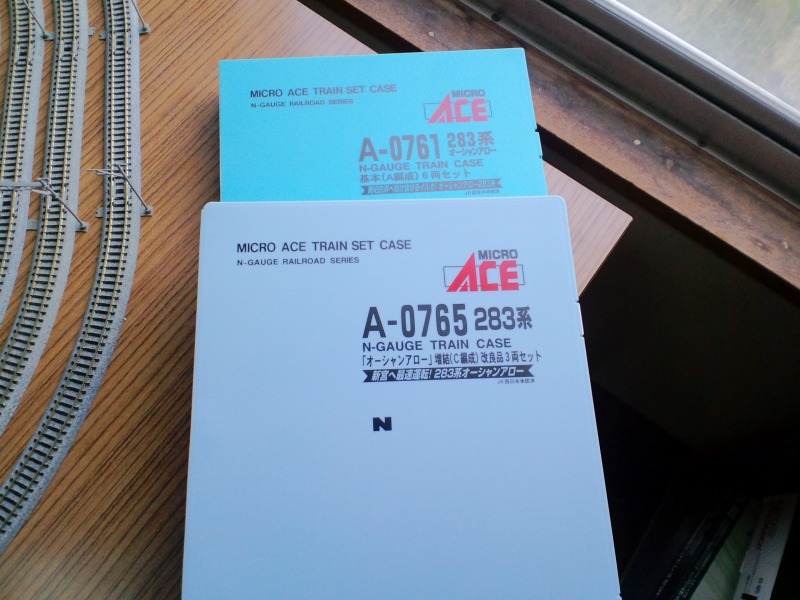 MICRO ACE TRAIN SET CASE
N-GAUGE RAILROAD SERIES
MICRO
ACE
A-0761 283系
オーシャンアロー
N-GAUGE TRAIN CASE
基本(A編成)6両セット
MICRO ACE TRAIN SET CASE
N-GAUGE RAILROAD SERIES
MICRO
ACE
A-0765 283系
N-GAUGE TRAIN CASE
「オーシャンアロー」増結(C編成)改良品3両セット
新宮へ最速運転! 283系オーシャンアロー
N